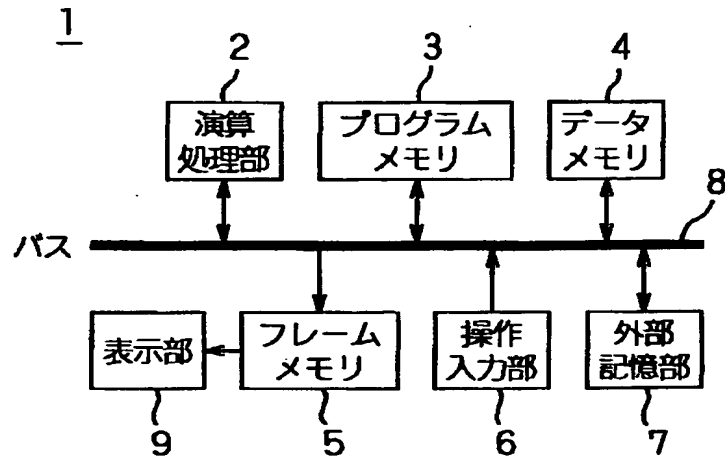 1
2
3
4
演算
処理部
プログラム
メモリ
データ
メモリ
8
バス
表示部
フレーム
メモリ
操作
入力部
外部
記憶部
9
5
6
7